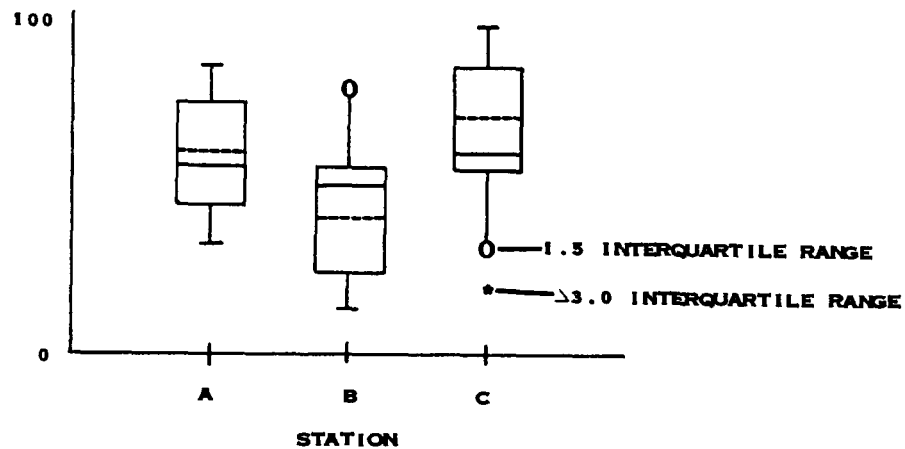 100
1.5 INTERQUARTILE RANGE
≥3.0 INTERQUARTILE RANGE
0
A B C
STATION